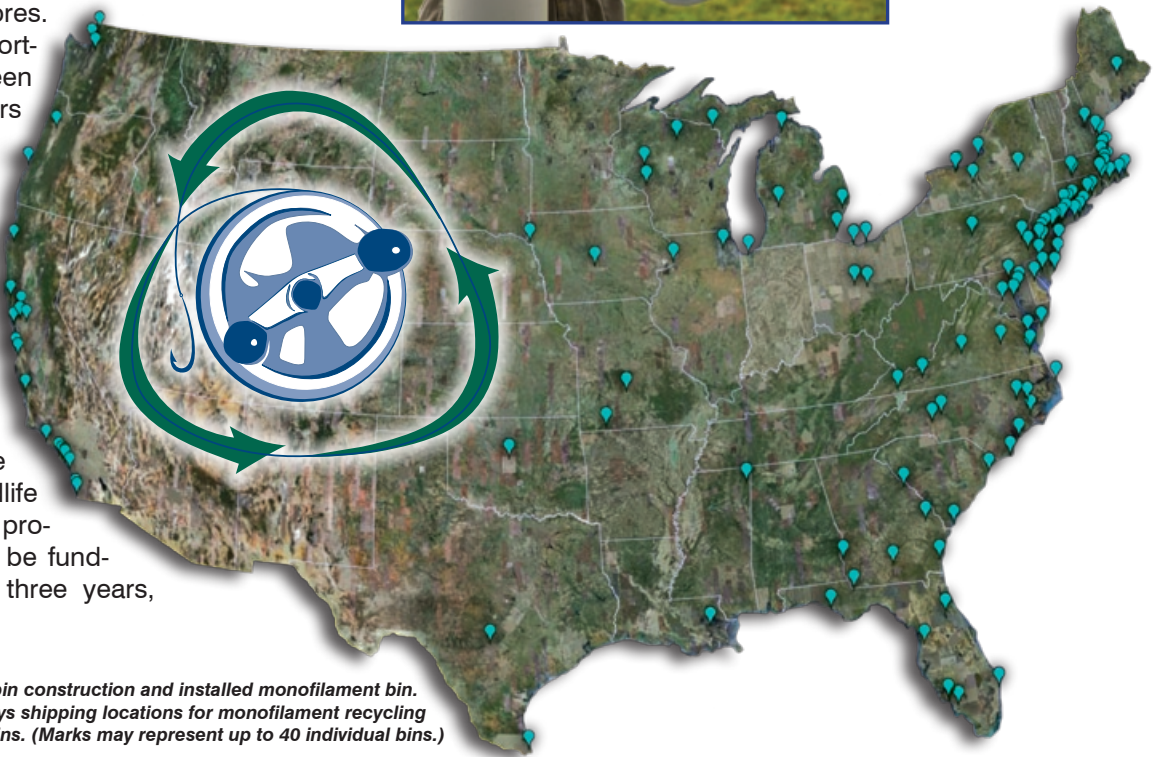 ores.
ort-
een
rs
e
llife
pro-
be fund-
three years,
bin construction and installed monofilament bin.
ys shipping locations for monofilament recycling
ns. (Marks may represent up to 40 individual bins.)